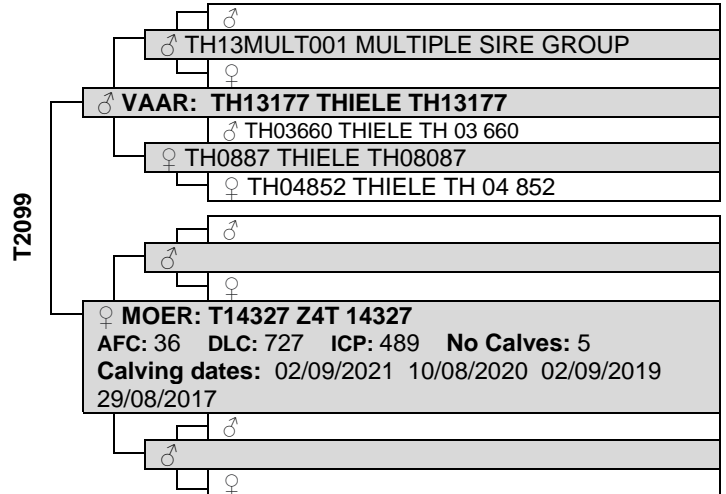 ♂
♂ TH13MULT001 MULTIPLE SIRE GROUP
♀
♂ VAAR: TH13177 THIELE TH13177
♂ TH03660 THIELE TH 03 660
♀ TH0887 THIELE TH08087
♀ TH04852 THIELE TH 04 852
T2099
♂
♂
♀
♀ MOER: T14327 Z4T 14327
AFC: 36 DLC: 727 ICP: 489 No Calves: 5
Calving dates: 02/09/2021 10/08/2020 02/09/2019
29/08/2017
♂
♂
♀